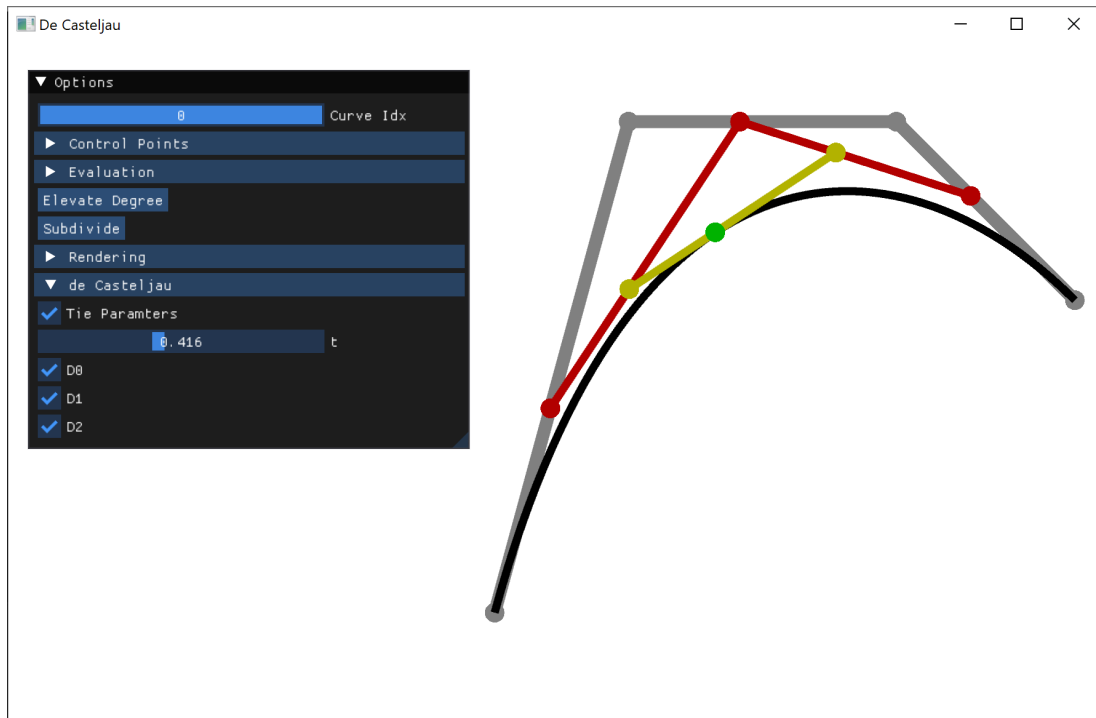 De Casteljau
Options
0 Curve Idx
Control Points
Evaluation
Elevate Degree
Subdivide
Rendering
de Casteljau
Tie Paramters
0.416 t
D0
D1
D2